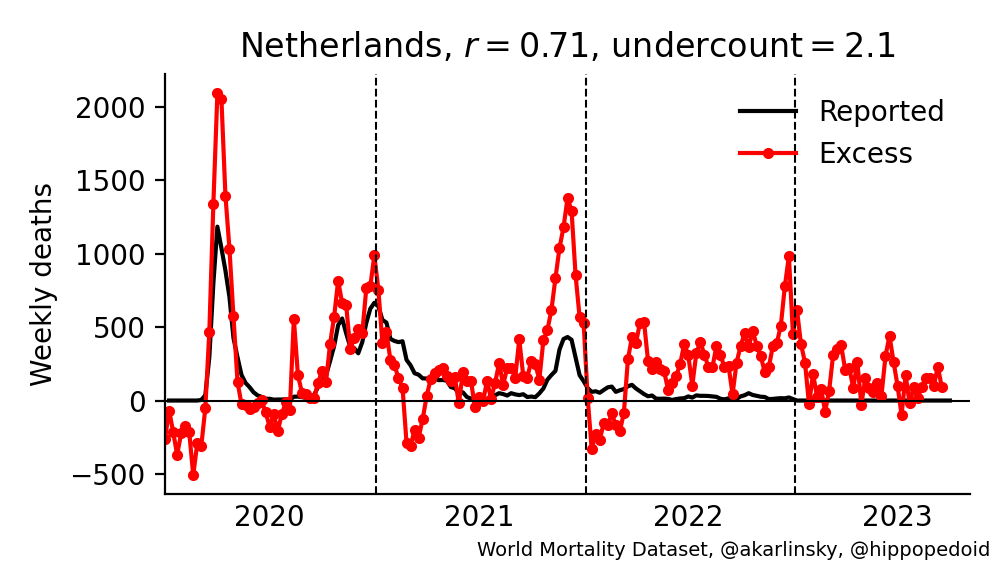 Netherlands, r = 0.71, undercount = 2.1
Weekly deaths
2000
1500
1000
500
0
−500
Reported
Excess
2020 2021 2022 2023
World Mortality Dataset, @akarlinsky, @hippopedoid